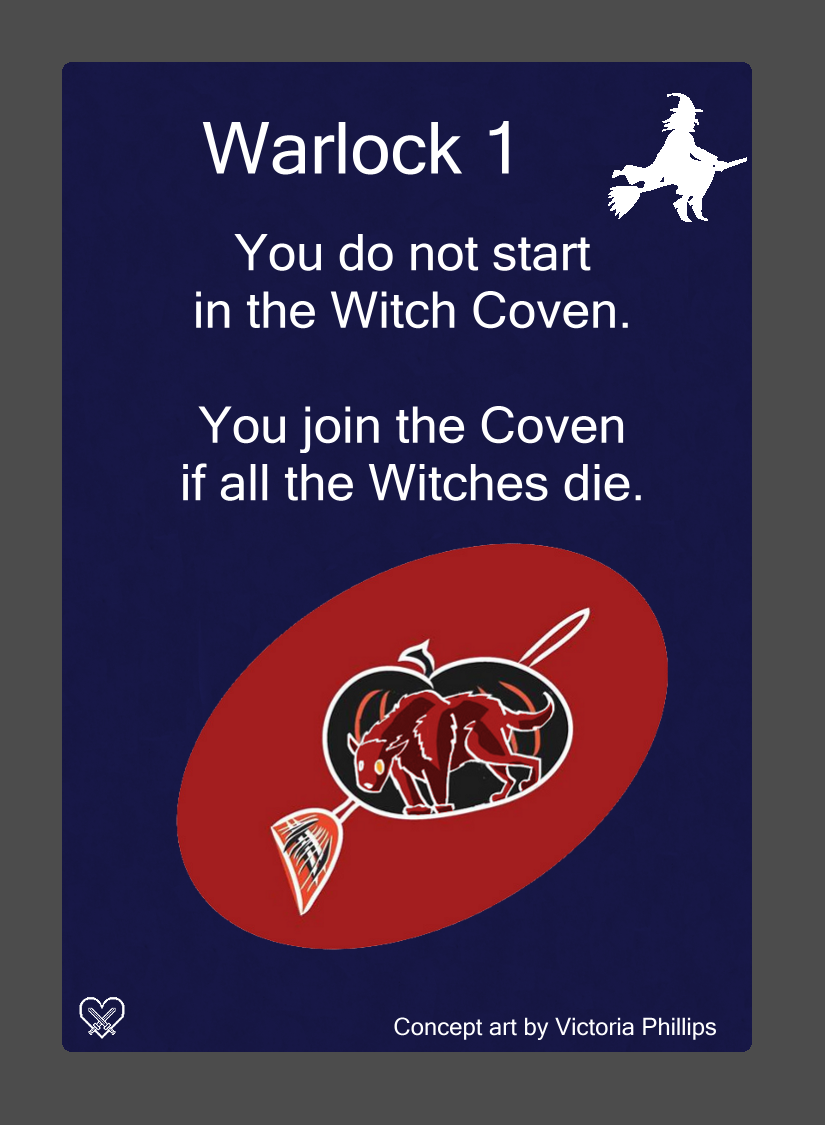 Warlock 1
You do not start
in the Witch Coven.
You join the Coven
if all the Witches die.
Concept art by Victoria Phillips